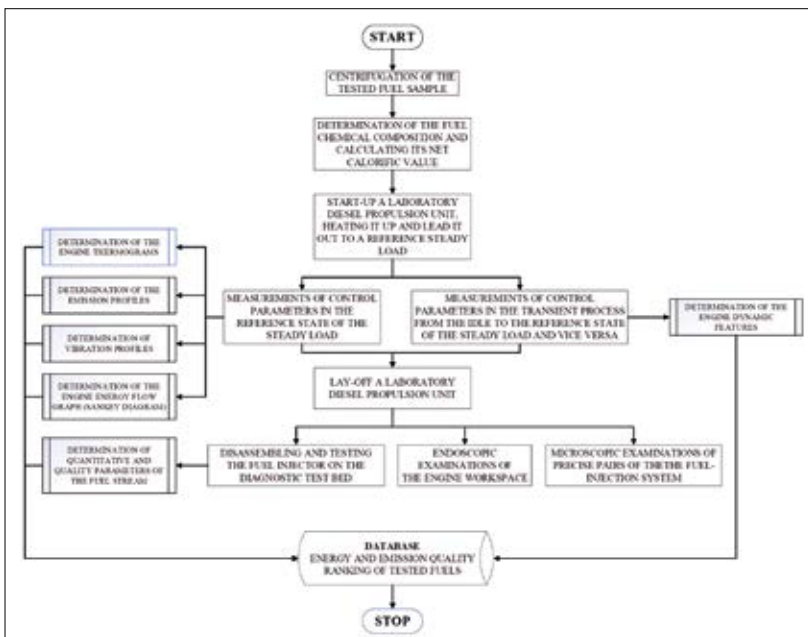 START
CENTRIFUGATION OF THE
TESTED FUEL SAMPLE
DETERMINATION OF THE FUEL
CHEMICAL COMPOSITION AND
CALCULATING ITS NET
CALORIFIC VALUE
START-UP A LABORATORY
DIESEL PROPULSION UNIT,
HEATING IT UP AND LEAD IT
OUT TO A REFERENCE STEADY
LOAD
DETERMINATION OF THE
ENGINE THERMOGRAMS
DETERMINATION OF THE
EMISSION PROFILES
DETERMINATION OF
VIBRATION PROFILES
DETERMINATION OF THE
ENGINE ENERGY FLOW
GRAPH (SANKEY DIAGRAM)
MEASUREMENTS OF CONTROL
PARAMETERS IN THE
REFERENCE STATE OF THE
STEADY LOAD
MEASUREMENTS OF CONTROL
PARAMETERS IN THE TRANSIENT PROCESS
FROM THE IDLE TO THE REFERENCE STATE
OF THE STEADY LOAD AND VICE VERSA
DETERMINATION OF THE
ENGINE DYNAMIC
FEATURES
LAY-OFF A LABORATORY
DIESEL PROPULSION UNIT
DETERMINATION OF
QUANTITATIVE AND
QUALITY PARAMETERS OF
THE FUEL STREAM
DISASSEMBLING AND TESTING
THE FUEL INJECTOR ON THE
DIAGNOSTIC TEST BED
ENDOSCOPIC
EXAMINATIONS OF
THE ENGINE WORKSPACE
MICROSCOPIC EXAMINATIONS OF
PRECISE PAIRS OF THETHE FUEL-
INJECTION SYSTEM
DATABASE
ENERGY AND EMISSION QUALITY
RANKING OF TESTED FUELS
STOP